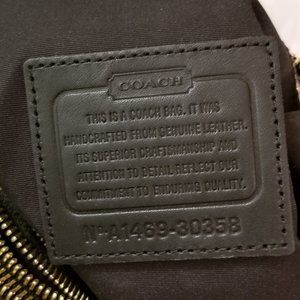 COACH
THIS IS A COACH BAG. IT WAS
HANDCRAFTED FROM GENUINE LEATHER.
ITS SUPERIOR CRAFTSMANSHIP AND
ATTENTION TO DETAIL REFLECT OUR
COMMITMENT TO ENDURING QUALITY.
Nº A1469-30358